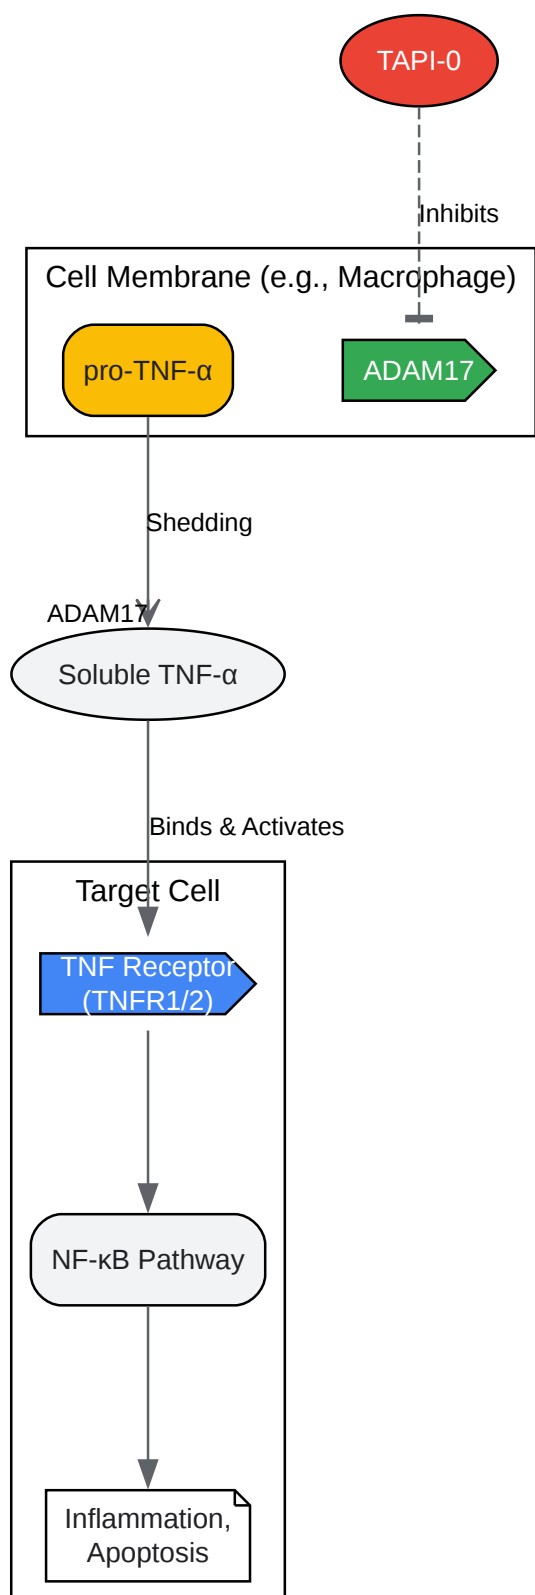 TAPI-0
Inhibits
Cell Membrane (e.g., Macrophage)
pro-TNF-α
ADAM17
Shedding
ADAM17
Soluble TNF-α
Binds & Activates
Target Cell
TNF Receptor
(TNFR1/2)
NF-κB Pathway
Inflammation,
Apoptosis